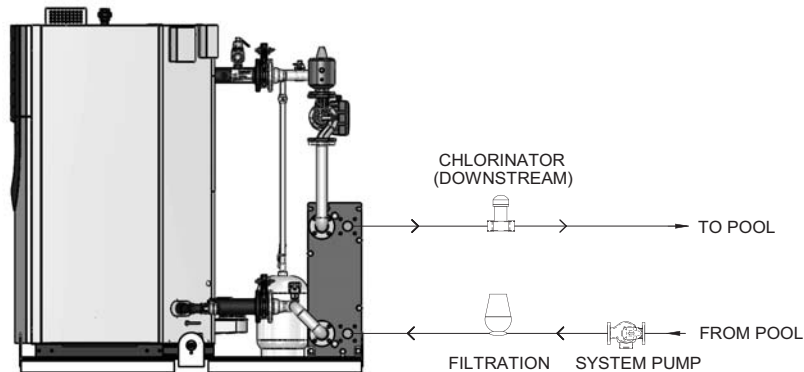 CHLORINATOR
(DOWNSTREAM)
TO POOL
FROM POOL
FILTRATION
SYSTEM PUMP